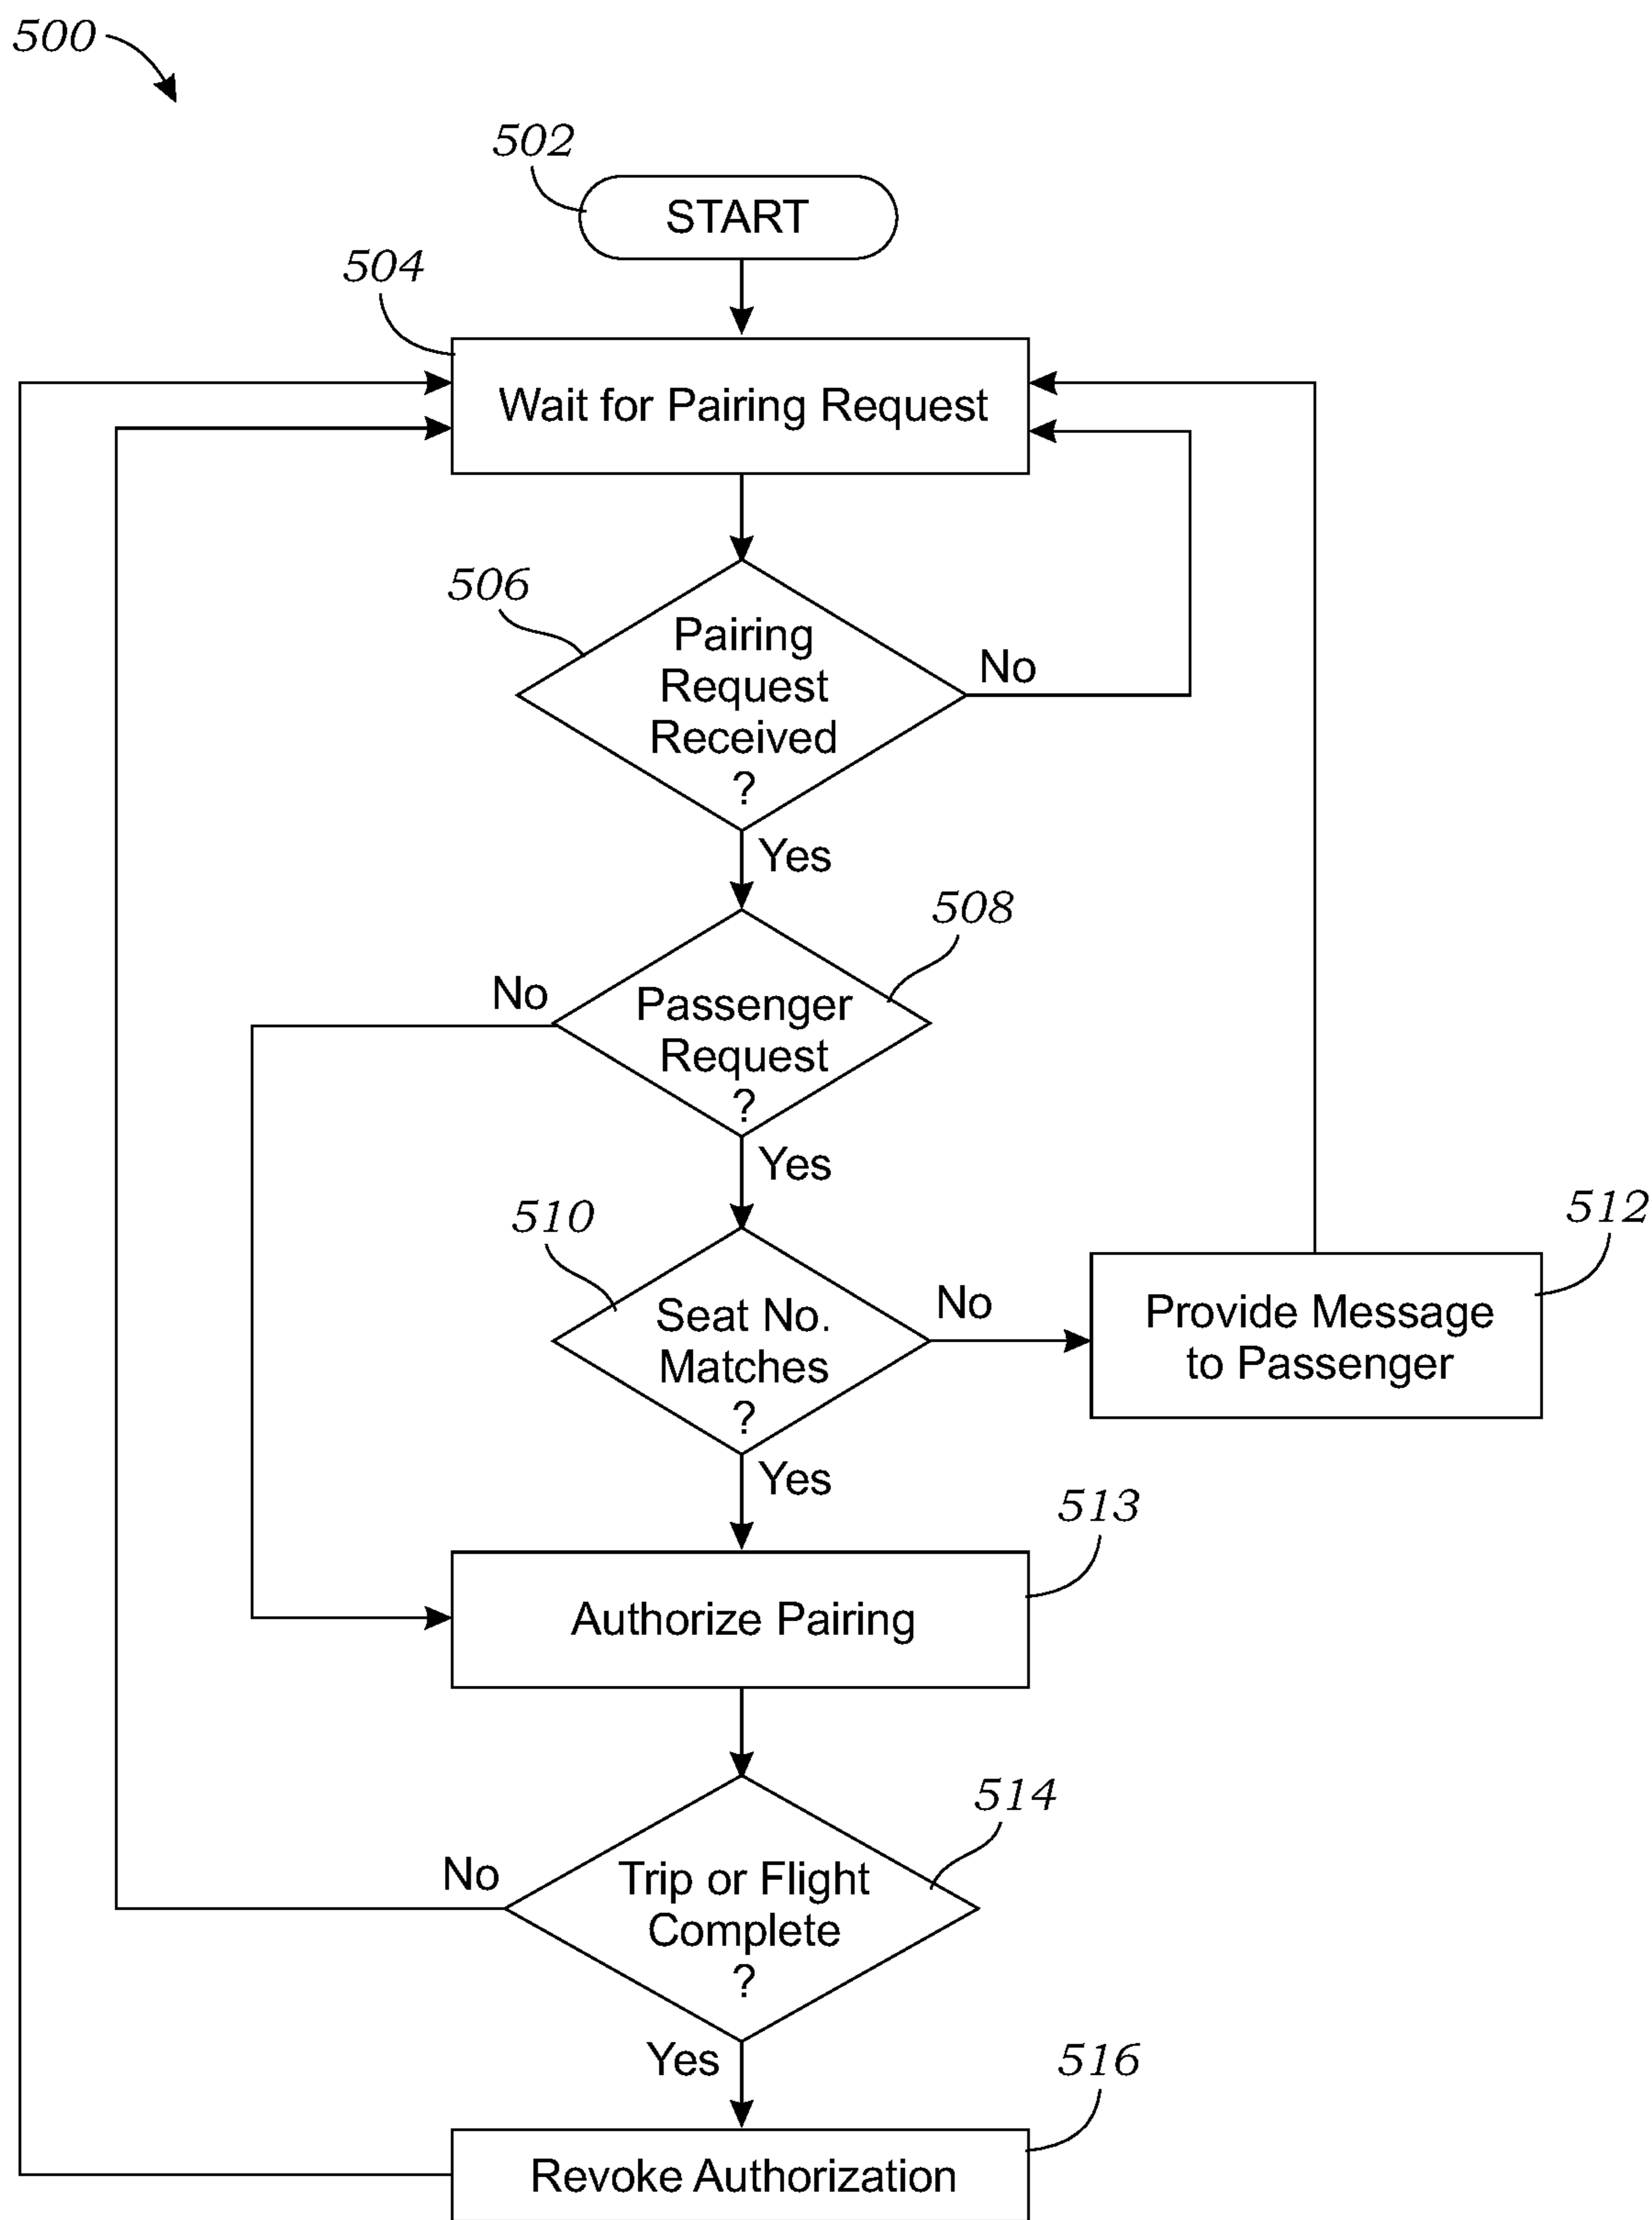 500
502
START
504
Wait for Pairing Request
506
Pairing
Request
Received
?
No
Yes
508
No
Passenger
Request
?
Yes
510
Seat No.
Matches
?
No
512
Provide Message
to Passenger
Yes
513
Authorize Pairing
514
No
Trip or Flight
Complete
?
Yes
516
Revoke Authorization